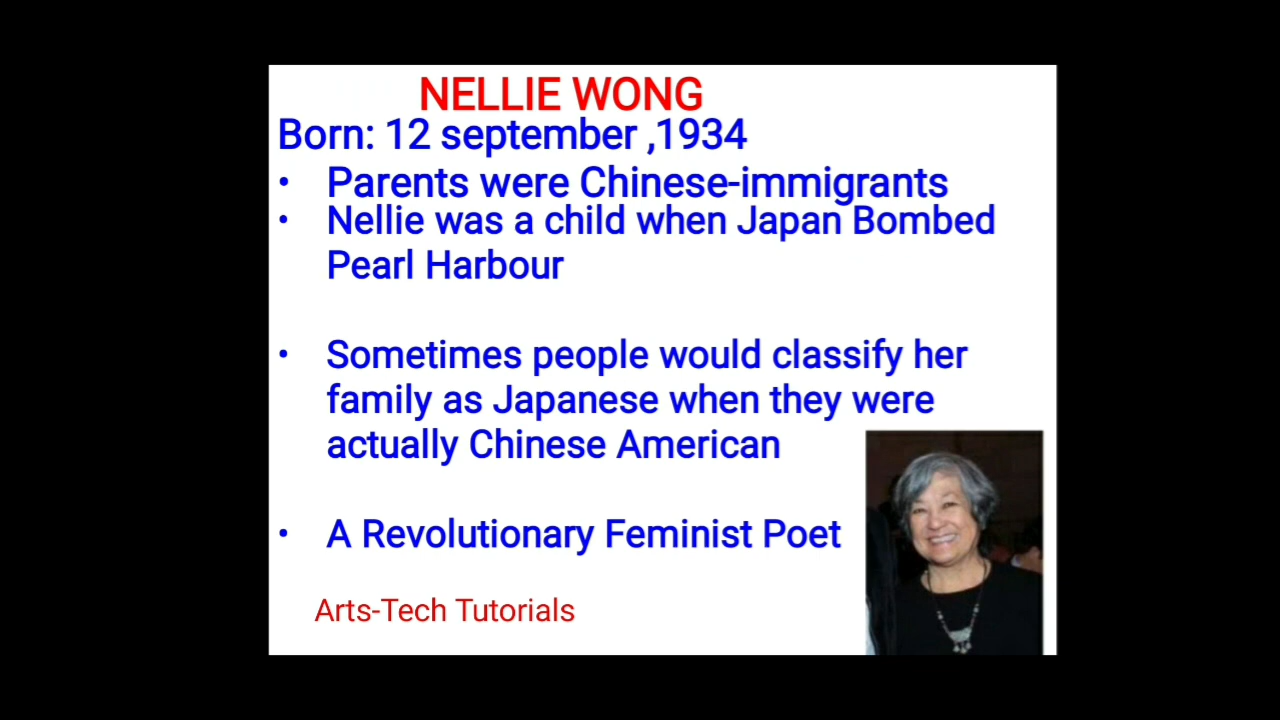 NELLIE WONG
Born: 12 september ,1934
• Parents were Chinese-immigrants
• Nellie was a child when Japan Bombed
Pearl Harbour
• Sometimes people would classify her
family as Japanese when they were
actually Chinese American
• A Revolutionary Feminist Poet
Arts-Tech Tutorials